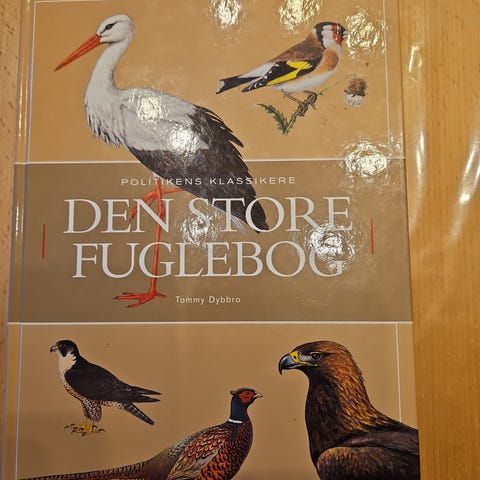 POLITIKENS KLASSIKERE
DEN STORE
FUGLEBOG
Tommy Dybbro